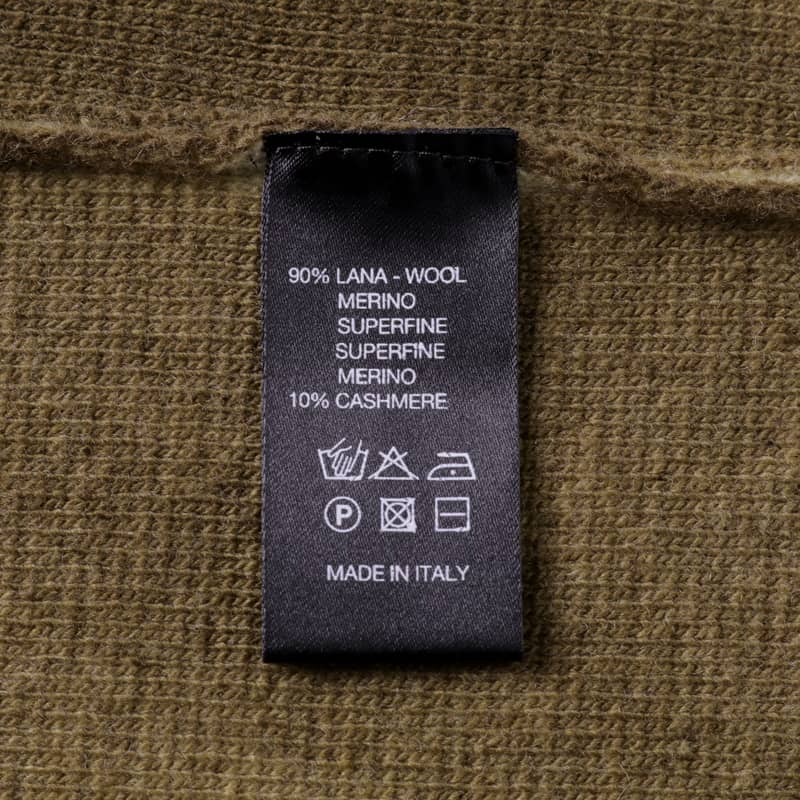 90% LANA - WOOL
MERINO
SUPERFINE
SUPERFINE
MERINO
10% CASHMERE
P
MADE IN ITALY